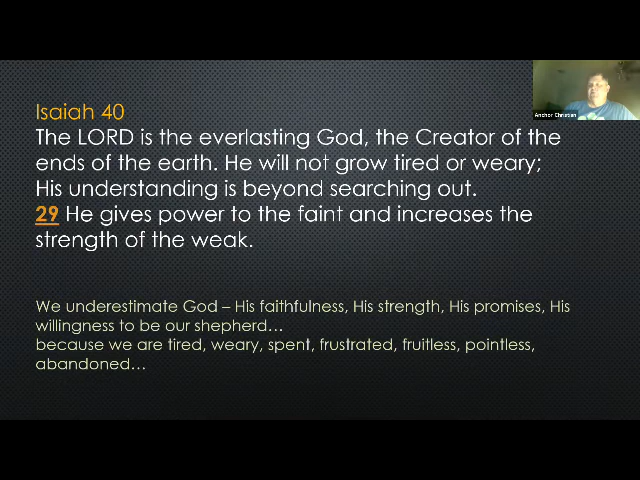 Isaiah 40
The LORD is the everlasting God, the Creator of the
ends of the earth. He will not grow tired or weary;
His understanding is beyond searching out.
29 He gives power to the faint and increases the
strength of the weak.
We underestimate God – His faithfulness, His strength, His promises, His
willingness to be our shepherd…
because we are tired, weary, spent, frustrated, fruitless, pointless,
abandoned…
Anchor Christian